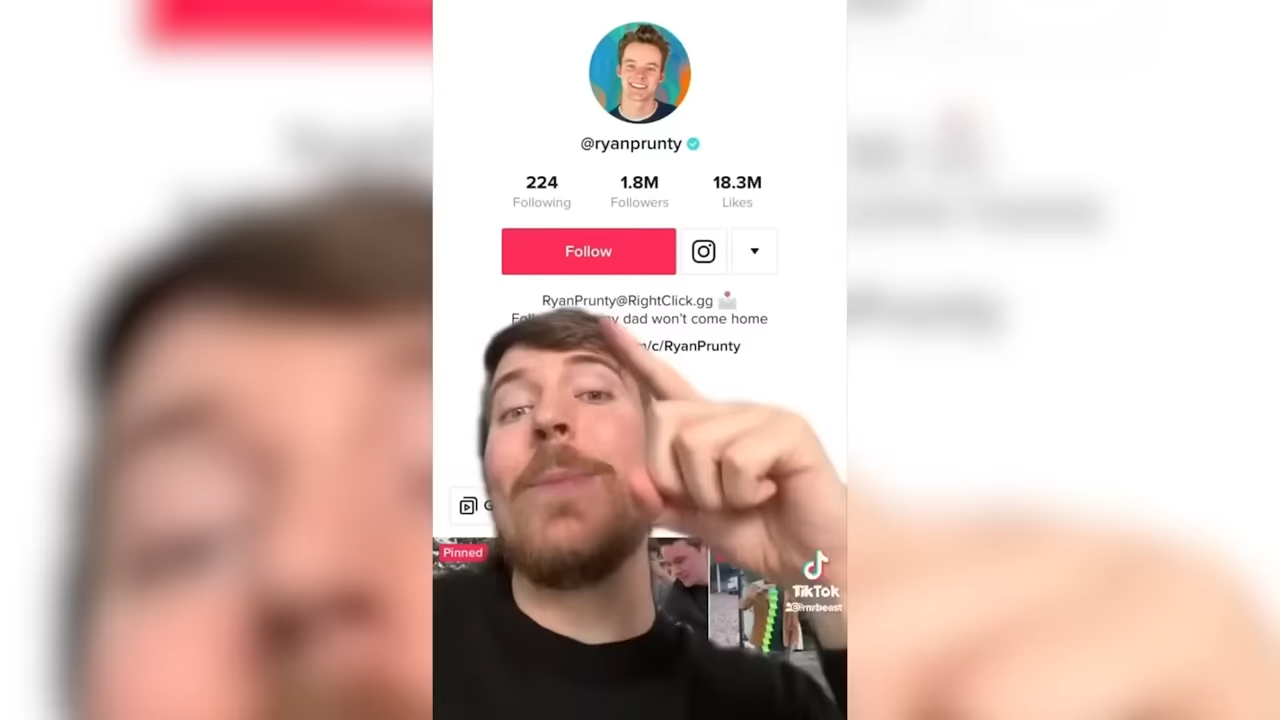 @ryanprunty
224 1.8M 18.3M
Following Followers Likes
Follow
RyanPrunty@RightClick.gg
dad won't come home
/c/RyanPrunty
Pinned
TikTok
@mrbeast